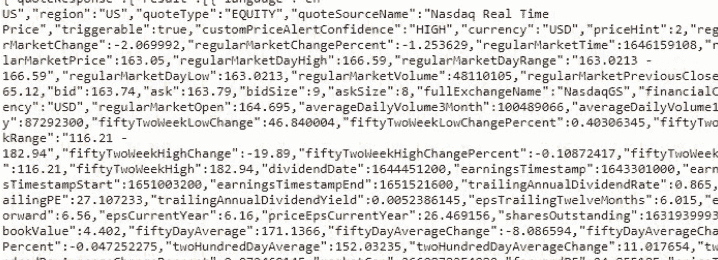 US","region":"US","quoteType":"EQUITY","quoteSourceName":"Nasdaq Real Time
Price","triggerable":true,"customPriceAlertConfidence":"HIGH","currency":"USD","priceHint":2,"reg
rMarketChange":-2.069992,"regularMarketChangePercent":-1.253629,"regularMarketTime":1646159108,"r
larMarketPrice":163.05,"regularMarketDayHigh":166.59,"regularMarketDayRange":"163.0213 -
166.59","regularMarketDayLow":163.0213,"regularMarketVolume":48110105,"regularMarketPreviousClose
65.12,"bid":163.74,"ask":163.79,"bidSize":9,"askSize":8,"fullExchangeName":"NasdaqGS","financialC
ency":"USD","regularMarketOpen":164.695,"averageDailyVolume3Month":100489066,"averageDailyVolume1
y":87292300,"fiftyTwoWeekLowChange":46.840004,"fiftyTwoWeekLowChangePercent":0.40306345,"fiftyTwo
kRange":"116.21 -
182.94","fiftyTwoWeekHighChange":-19.89,"fiftyTwoWeekHighChangePercent":-0.10872417,"fiftyTwoWeek
":116.21,"fiftyTwoWeekHigh":182.94,"dividendDate":1644451200,"earningsTimestamp":1643301000,"earn
sTimestampStart":1651003200,"earningsTimestampEnd":1651521600,"trailingAnnualDividendRate":0.865,
ailingPE":27.107233,"trailingAnnualDividendYield":0.0052386145,"epsTrailingTwelveMonths":6.015,"e
orward":6.56,"epsCurrentYear":6.16,"priceEpsCurrentYear":26.469156,"sharesOutstanding":1631939993
bookValue":4.402,"fiftyDayAverage":171.1366,"fiftyDayAverageChange":-8.086594,"fiftyDayAverageCha
Percent":-0.047252275,"twoHundredDayAverage":152.03235,"twoHundredDayAverageChange":11.017654,"tw